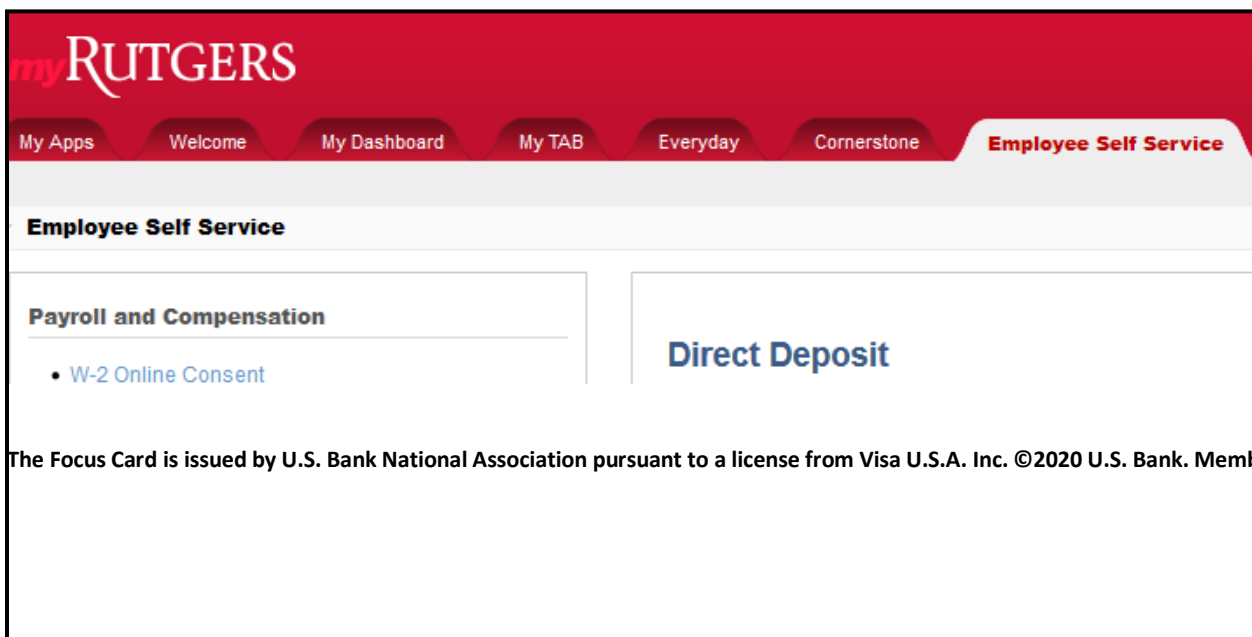 myRUTGERS
My Apps Welcome My Dashboard My TAB Everyday Cornerstone Employee Self Service
Employee Self Service
Payroll and Compensation
• W-2 Online Consent
Direct Deposit
The Focus Card is issued by U.S. Bank National Association pursuant to a license from Visa U.S.A. Inc. ©2020 U.S. Bank.